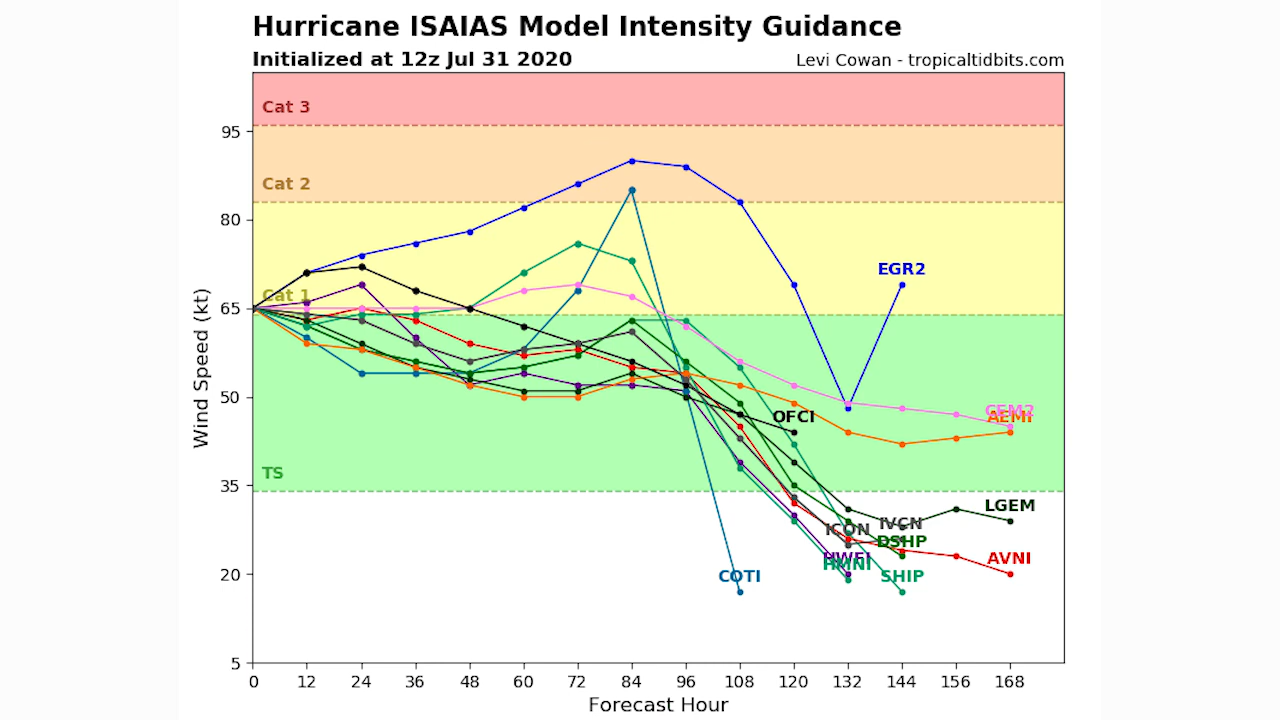 Hurricane ISAIAS Model Intensity Guidance
Initialized at 12z Jul 31 2020
Levi Cowan - tropicaltidbits.com
Cat 3
95
Cat 2
80
EGR2
Cat 1
65
Wind Speed (kt)
50
CEM2
OFCI
AEMI
35
TS
LGEM
ICON
IVCN
DSHP
HWFI
HMNI
AVNI
20
COTI
SHIP
5
0 12 24 36 48 60 72 84 96 108 120 132 144 156 168
Forecast Hour